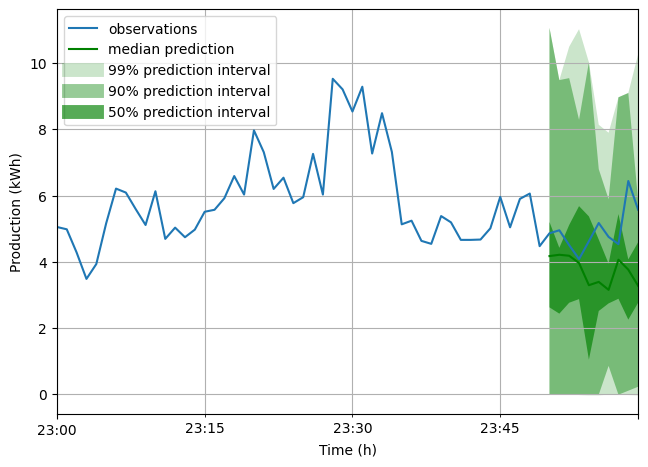 observations
median prediction
99% prediction interval
90% prediction interval
50% prediction interval
10
8
6
4
2
0
Production (kWh)
23:00
23:15
23:30
23:45
Time (h)